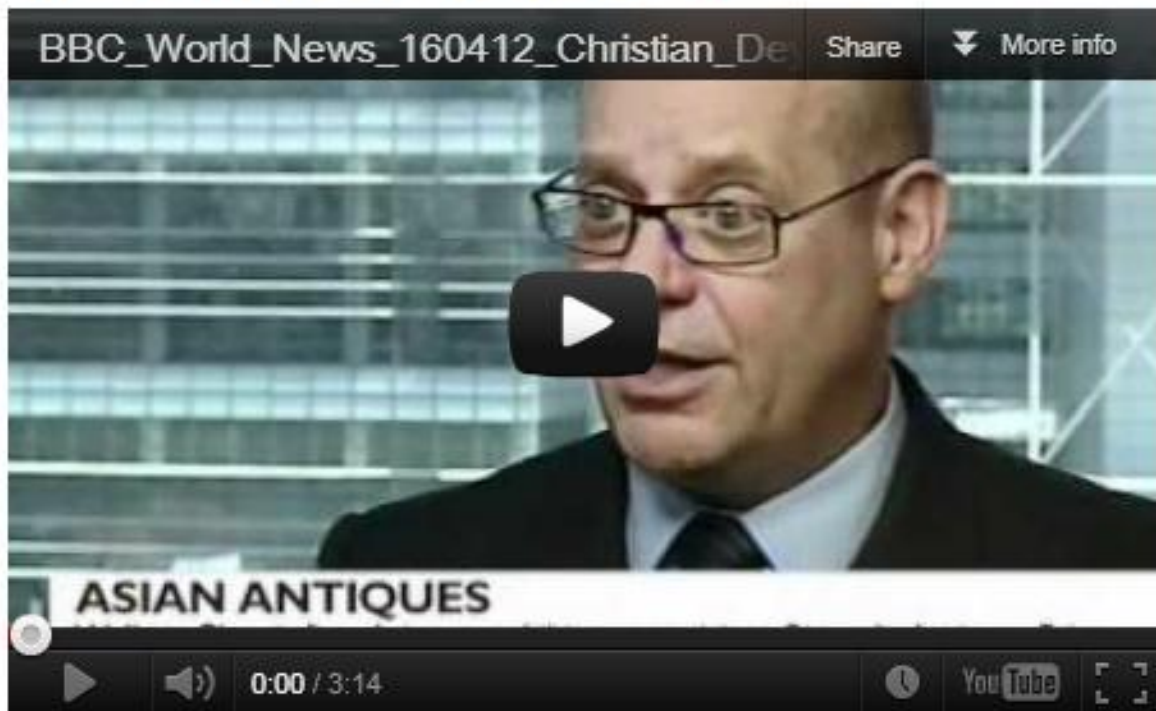 BBC_World_News_160412_Christian_De
Share
More info
ASIAN ANTIQUES
0:00 / 3:14
YouTube